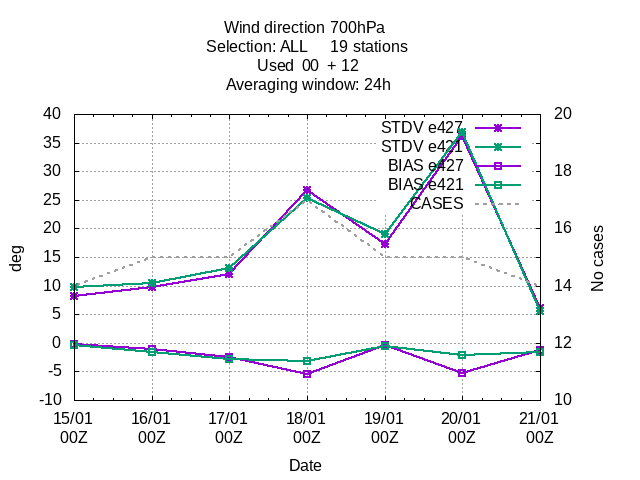 Wind direction 700hPa
Selection: ALL 19 stations
Used 00 + 12
Averaging window: 24h
40
35
30
25
20
15
10
5
0
-5
-10
deg
STDV e427
STDV e421
BIAS e427
BIAS e421
CASES
20
18
16
14
12
10
No cases
15/01 16/01 17/01 18/01 19/01 20/01 21/01
00Z 00Z 00Z 00Z 00Z 00Z 00Z
Date